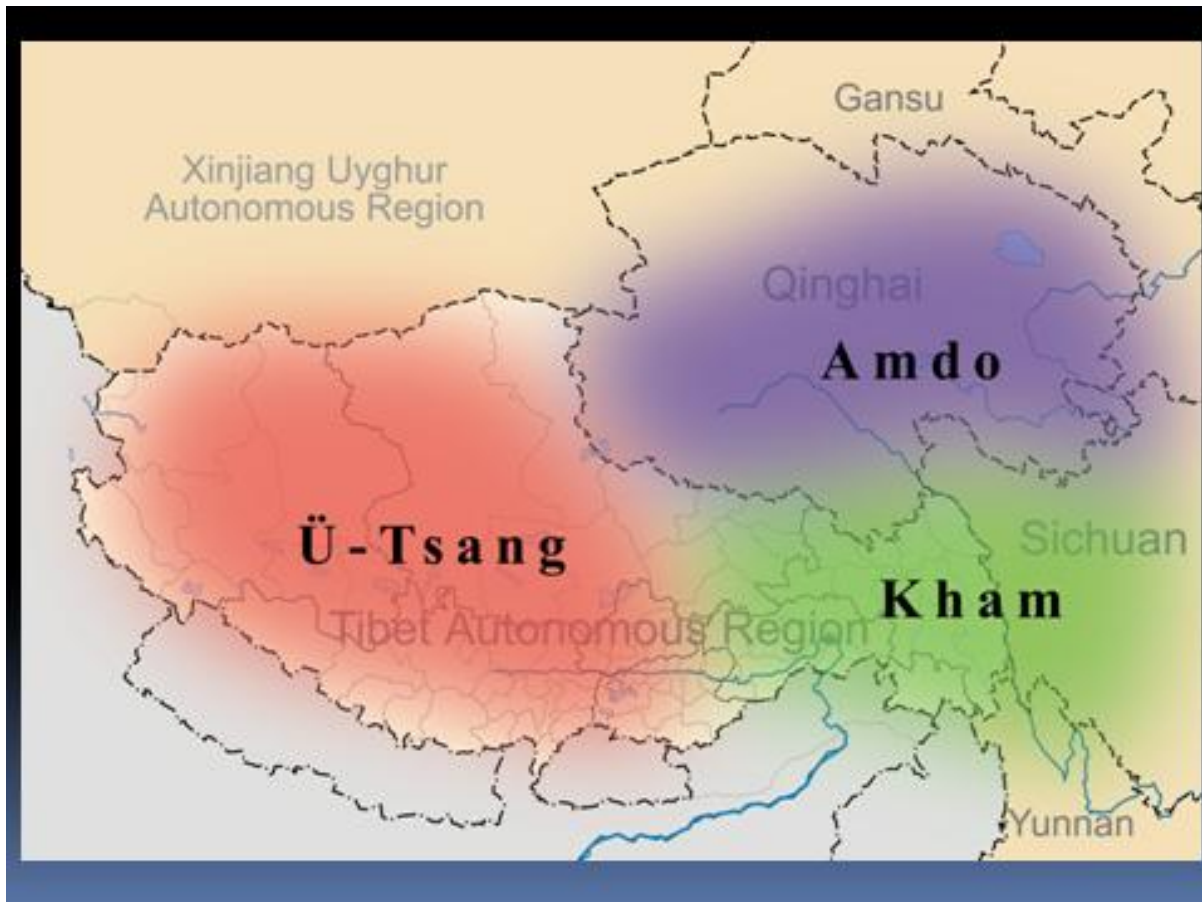 Gansu
Xinjiang Uyghur
Autonomous Region
Qinghai
Amdo
Ü-Tsang
Sichuan
Kham
Tibet Autonomous Region
Yunnan